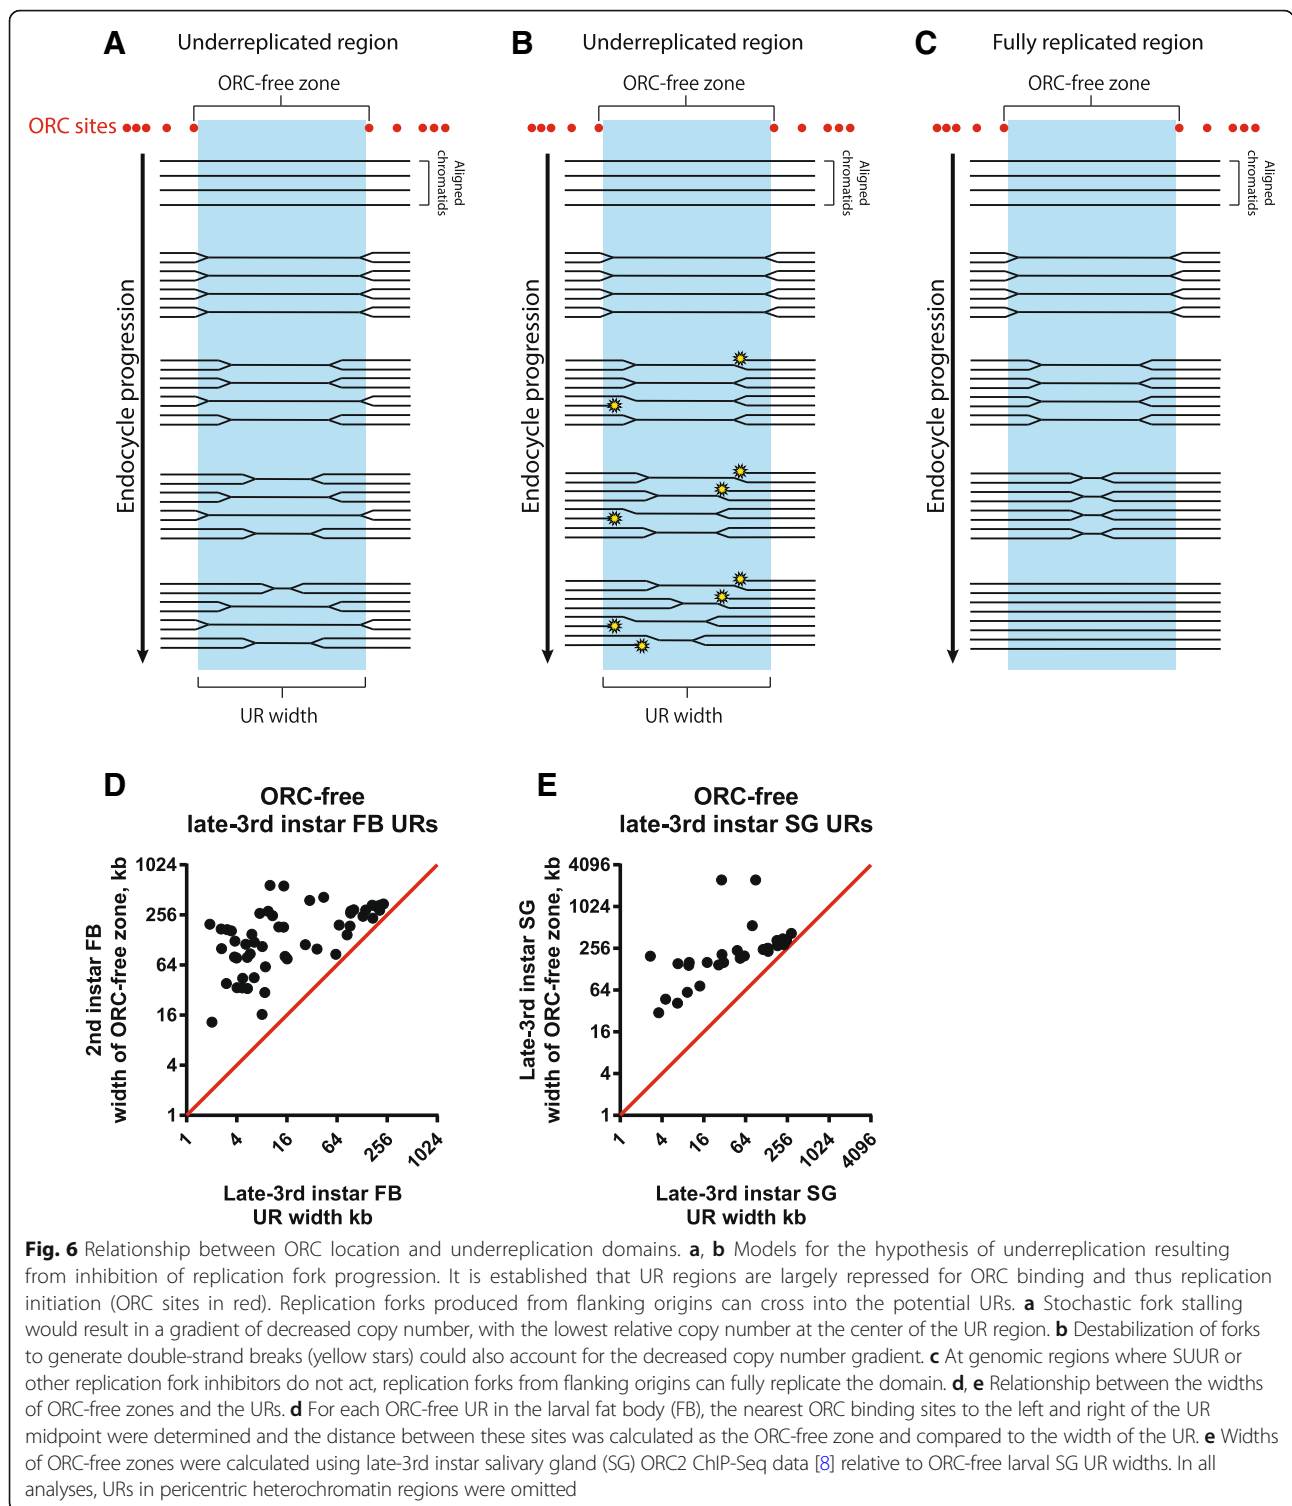 A Underreplicated region
ORC-free zone
ORC sites
Aligned
chromatids
Endocycle progression
UR width
B Underreplicated region
ORC-free zone
Aligned
chromatids
Endocycle progression
UR width
C Fully replicated region
ORC-free zone
Aligned
chromatids
Endocycle progression
D
ORC-free
late-3rd instar FB URs
2nd instar FB
width of ORC-free zone, kb
1024
256
64
16
4
1
1 4 16 64 256 1024
Late-3rd instar FB
UR width kb
E
ORC-free
late-3rd instar SG URs
Late-3rd instar SG
width of ORC-free zone, kb
4096
1024
256
64
16
4
1
1 4 16 64 256 1024 4096
Late-3rd instar SG
UR width kb
Fig. 6 Relationship between ORC location and underreplication domains. a, b Models for the hypothesis of underreplication resulting
from inhibition of replication fork progression. It is established that UR regions are largely repressed for ORC binding and thus replication
initiation (ORC sites in red). Replication forks produced from flanking origins can cross into the potential URs. a Stochastic fork stalling
would result in a gradient of decreased copy number, with the lowest relative copy number at the center of the UR region. b Destabilization of forks
to generate double-strand breaks (yellow stars) could also account for the decreased copy number gradient. c At genomic regions where SUUR or
other replication fork inhibitors do not act, replication forks from flanking origins can fully replicate the domain. d, e Relationship between the widths
of ORC-free zones and the URs. d For each ORC-free UR in the larval fat body (FB), the nearest ORC binding sites to the left and right of the UR
midpoint were determined and the distance between these sites was calculated as the ORC-free zone and compared to the width of the UR. e Widths
of ORC-free zones were calculated using late-3rd instar salivary gland (SG) ORC2 ChIP-Seq data [8] relative to ORC-free larval SG UR widths. In all
analyses, URs in pericentric heterochromatin regions were omitted